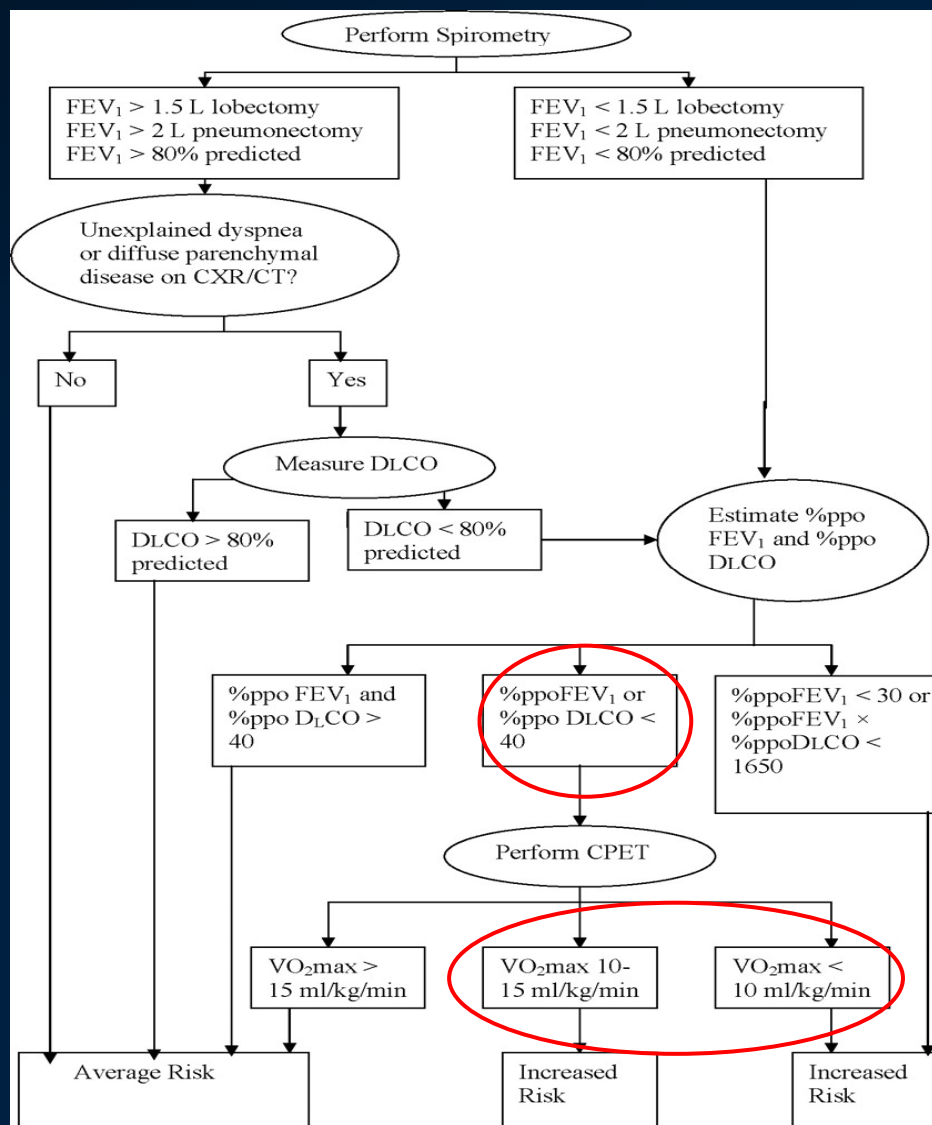 Perform Spirometry
FEV₁ > 1.5 L lobectomy
FEV₁ > 2 L pneumonectomy
FEV₁ > 80% predicted
FEV₁ < 1.5 L lobectomy
FEV₁ < 2 L pneumonectomy
FEV₁ < 80% predicted
Unexplained dyspnea
or diffuse parenchymal
disease on CXR/CT?
No
Yes
Measure DLCO
DLCO > 80%
predicted
DLCO < 80%
predicted
Estimate %ppo
FEV₁ and %ppo
DLCO
%ppo FEV₁ and
%ppo DLCO >
40
%ppoFEV₁ or
%ppo DLCO <
40
%ppoFEV₁ < 30 or
%ppoFEV₁ ×
%ppoDLCO <
1650
Perform CPET
VO₂max >
15 ml/kg/min
VO₂max 10-
15 ml/kg/min
VO₂max <
10 ml/kg/min
Average Risk
Increased
Risk
Increased
Risk